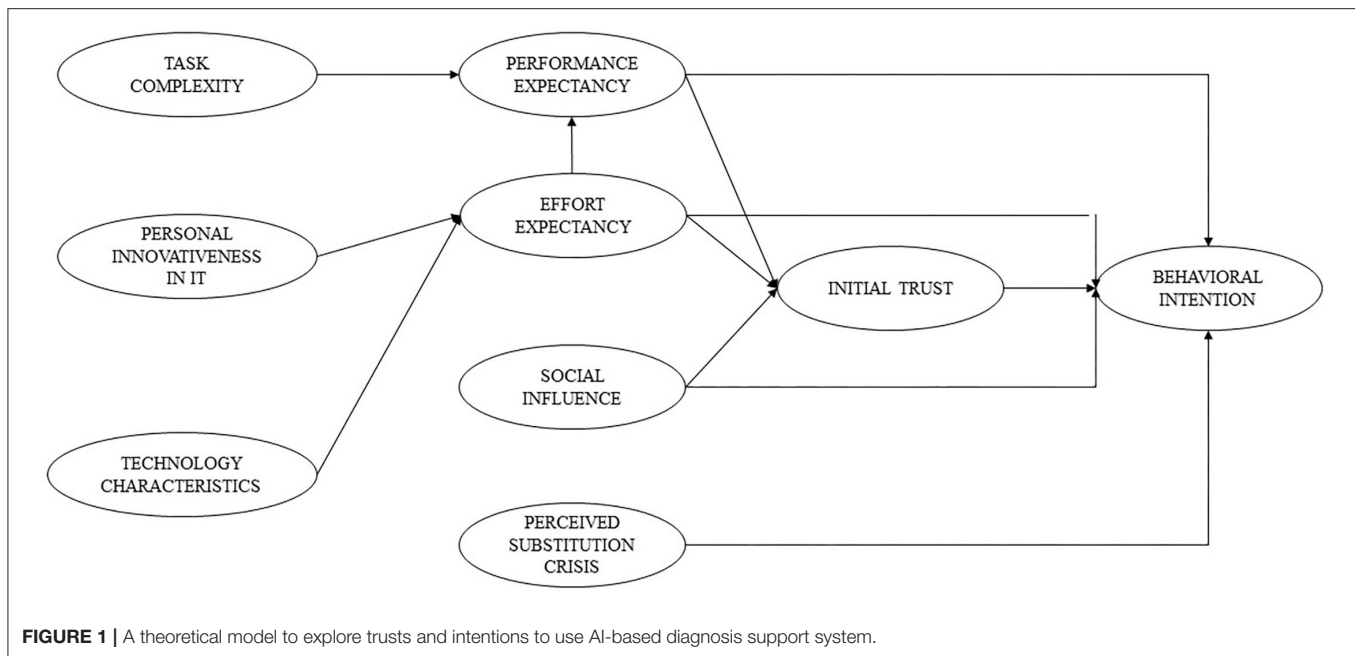 TASK
COMPLEXITY
PERFORMANCE
EXPECTANCY
PERSONAL
INNOVATIVENESS
IN IT
EFFORT
EXPECTANCY
INITIAL TRUST
BEHAVIORAL
INTENTION
SOCIAL
INFLUENCE
TECHNOLOGY
CHARACTERISTICS
PERCEIVED
SUBSTITUTION
CRISIS
FIGURE 1 | A theoretical model to explore trusts and intentions to use AI-based diagnosis support system.